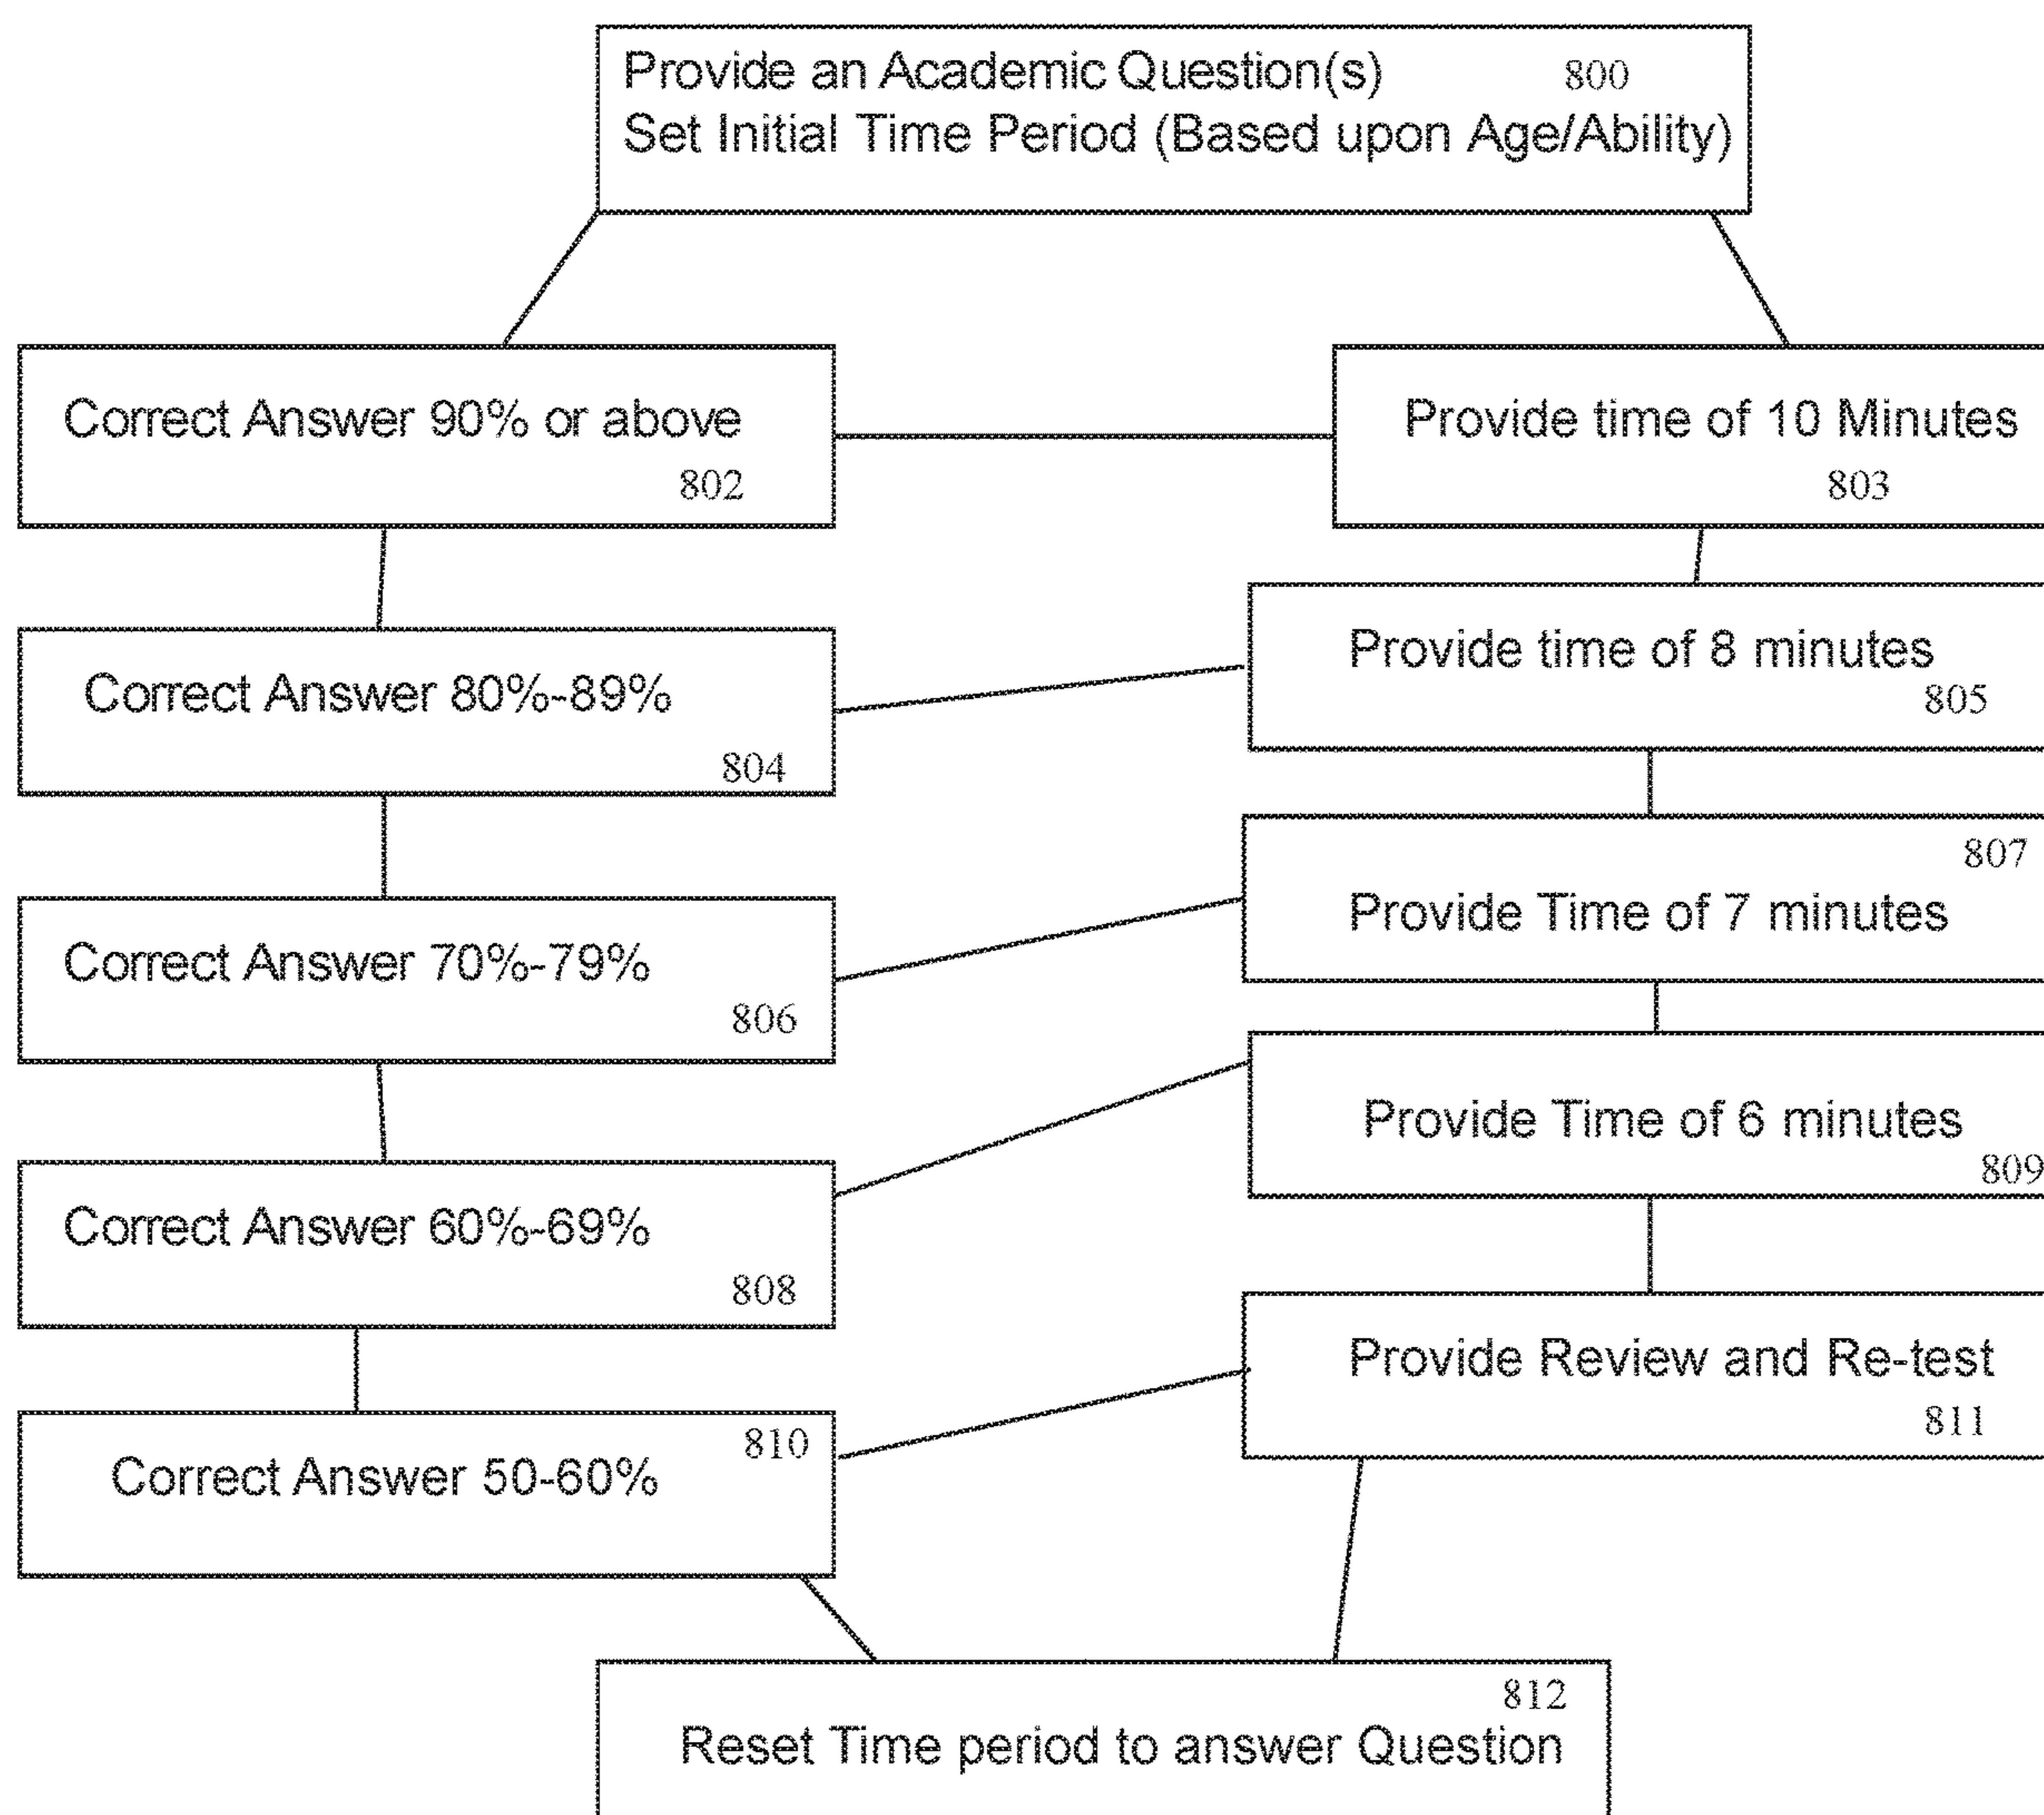 Provide an Academic Question(s) 800
Set Initial Time Period (Based upon Age/Ability)
Correct Answer 90% or above
802
Provide time of 10 Minutes
803
Correct Answer 80%-89%
804
Provide time of 8 minutes
805
Correct Answer 70%-79%
806
807
Provide Time of 7 minutes
Correct Answer 60%-69%
808
Provide Time of 6 minutes
809
810
Correct Answer 50-60%
Provide Review and Re-test
811
812
Reset Time period to answer Question